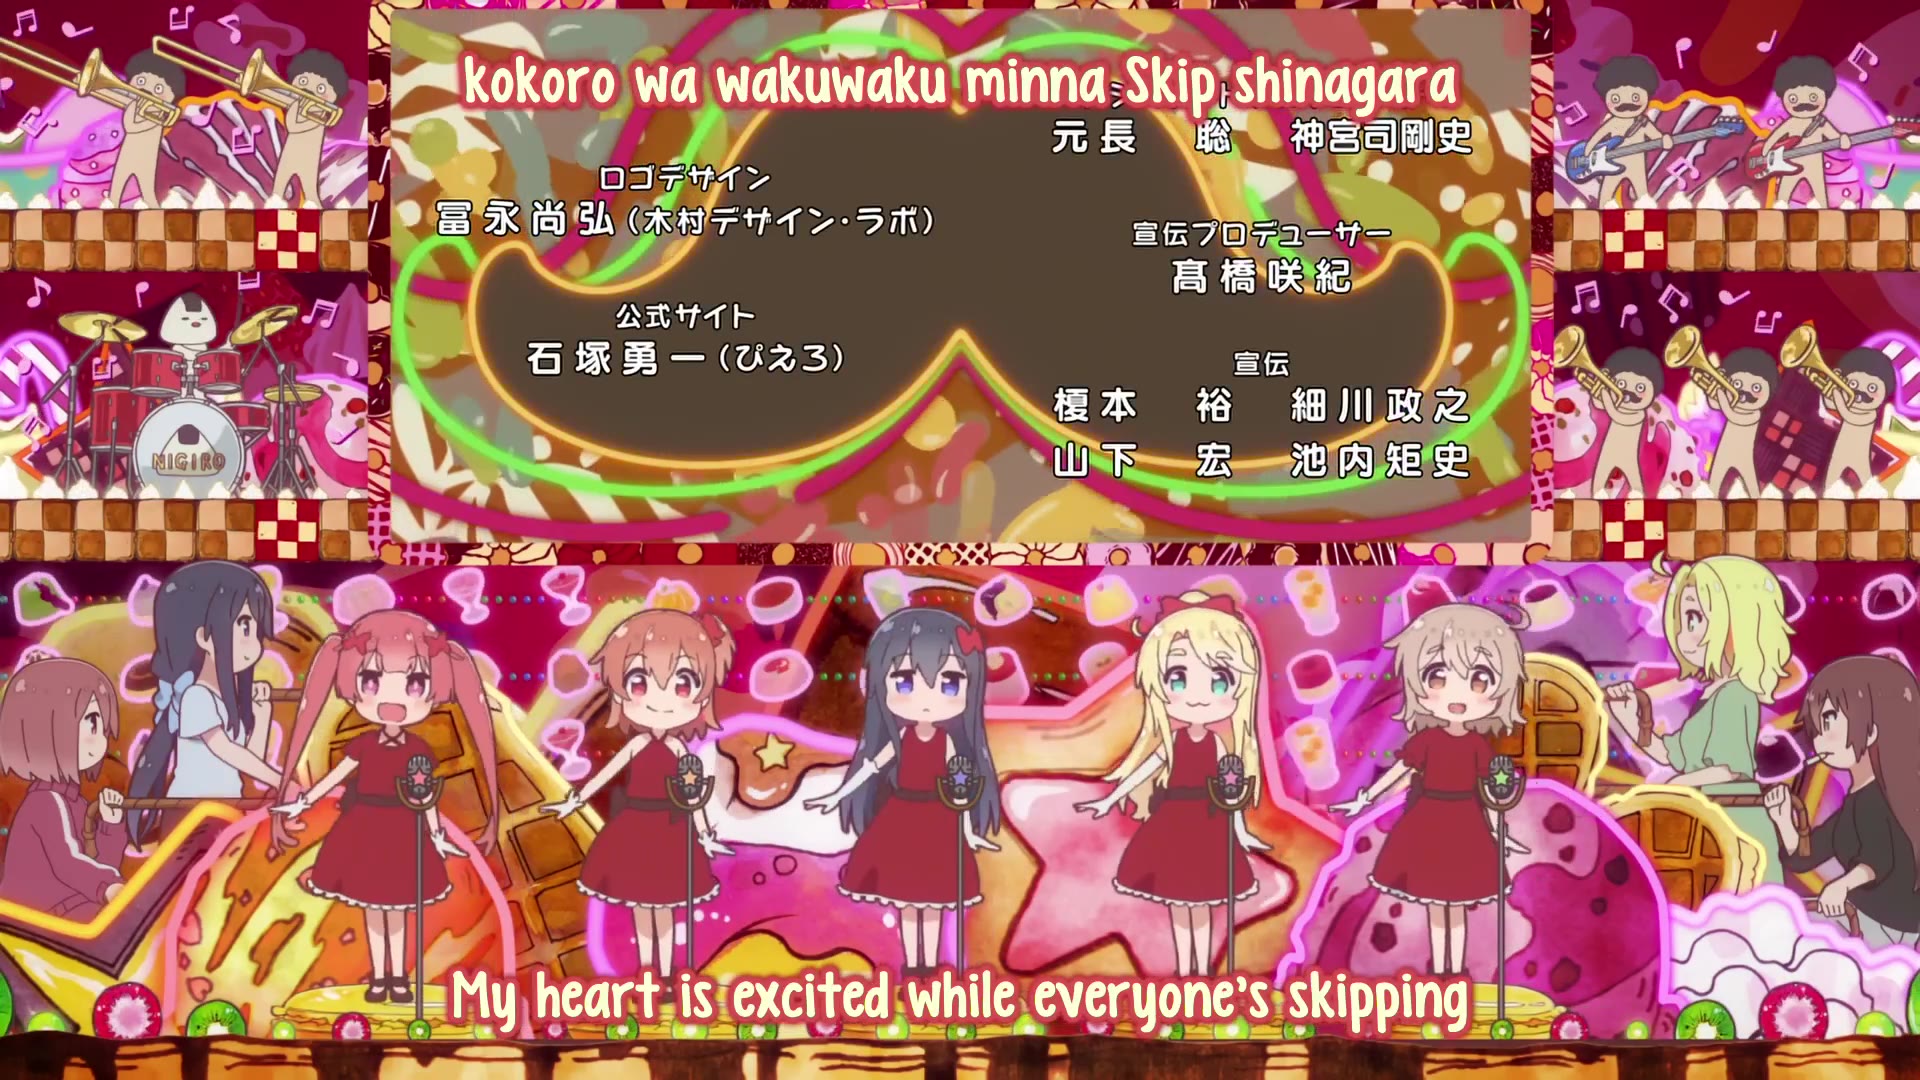 kokoro wa wakuwaku minna Skip shinagara
元長 聡 神宮司剛史
ロゴデザイン
冨永尚弘（木村デザイン・ラボ）
宣伝プロデューサー
髙橋咲紀
公式サイト
石塚勇一（ぴえろ）
宣伝
榎本 裕 細川政之
山下 宏 池内矩史
NIGIRO
My heart is excited while everyone's skipping